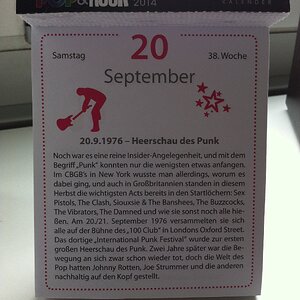 POP & ROCK 2014
KALENDER
Samstag
20
38. Woche
September
20.9.1976 – Heerschau des Punk
Noch war es eine reine Insider-Angelegenheit, und mit dem
Begriff „Punk" konnten nur die wenigsten etwas anfangen.
Im CBGB's in New York wusste man allerdings, worum es
dabei ging, und auch in Großbritannien standen in diesem
Herbst die wichtigsten Acts bereits in den Startlöchern: Sex
Pistols, The Clash, Siouxsie & The Banshees, The Buzzcocks,
The Vibrators, The Damned und wie sie sonst noch alle hie-
ßen. Am 20./21. September 1976 versammelten sie sich
alle auf der Bühne des „100 Club" in Londons Oxford Street.
Das dortige „International Punk Festival" wurde zur ersten
großen Heerschau des Punk. Zwei Jahre später war die Be-
wegung an sich zwar schon wieder tot, doch die Welt des
Pop hatten Johnny Rotten, Joe Strummer und die anderen
nachhaltig auf den Kopf gestellt.